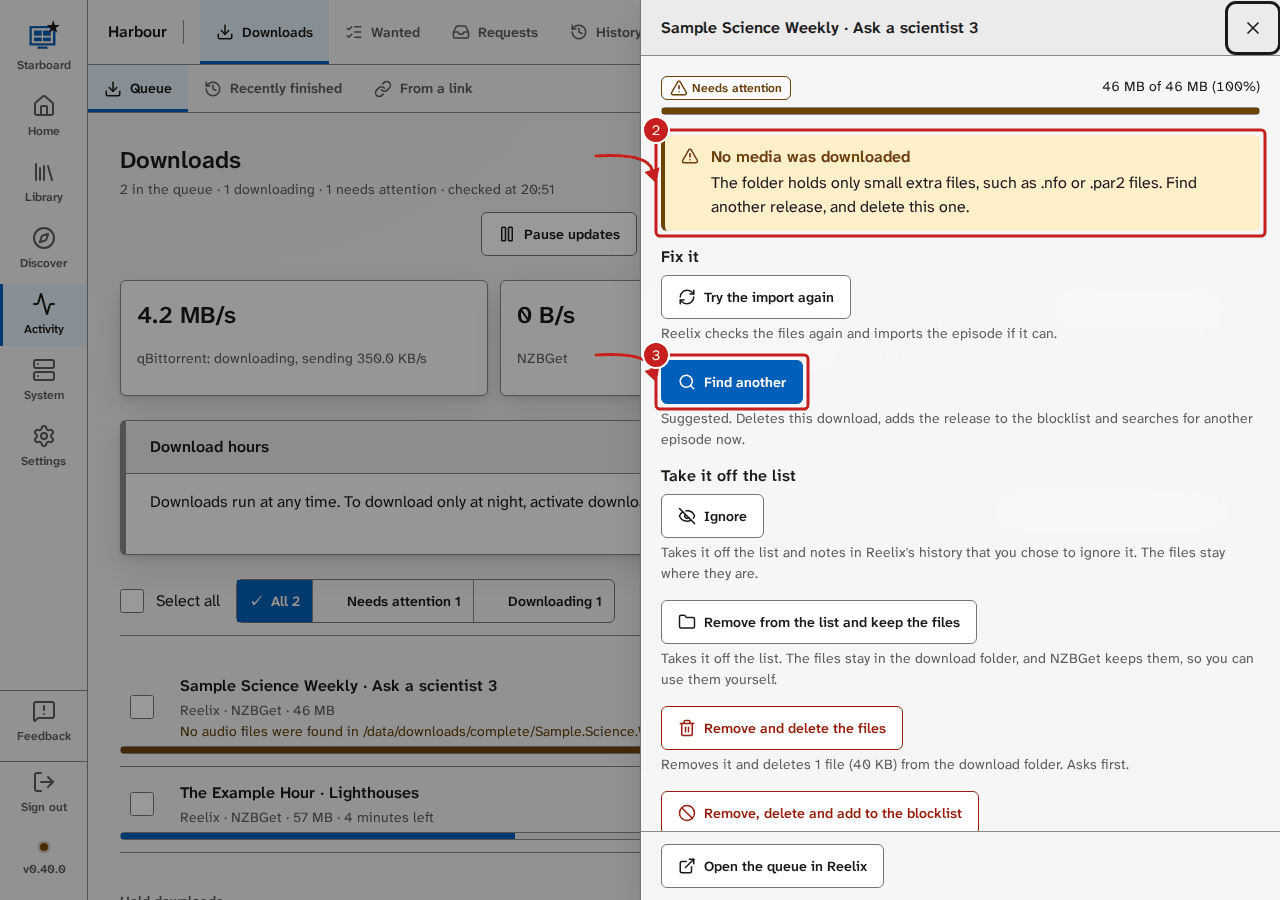 Starboard
Home
Library
Discover
Activity
System
Settings
Feedback
Sign out
v0.40.0
Harbour
Downloads
Wanted
Requests
History
Queue
Recently finished
From a link
Downloads
2 in the queue · 1 downloading · 1 needs attention · checked at 20:51
Pause updates
4.2 MB/s
qBittorrent: downloading, sending 350.0 KB/s
0 B/s
NZBGet
Download hours
Downloads run at any time. To download only at night, activate downlo
Select all
✓ All 2
Needs attention 1
Downloading 1
Sample Science Weekly · Ask a scientist 3
Reelix · NZBGet · 46 MB
No audio files were found in /data/downloads/complete/Sample.Science.
The Example Hour · Lighthouses
Reelix · NZBGet · 57 MB · 4 minutes left
Sample Science Weekly · Ask a scientist 3
Needs attention
46 MB of 46 MB (100%)
2
No media was downloaded
The folder holds only small extra files, such as .nfo or .par2 files. Find
another release, and delete this one.
Fix it
Try the import again
Reelix checks the files again and imports the episode if it can.
3
Find another
Suggested. Deletes this download, adds the release to the blocklist and searches for another
episode now.
Take it off the list
Ignore
Takes it off the list and notes in Reelix's history that you chose to ignore it. The files stay
where they are.
Remove from the list and keep the files
Takes it off the list. The files stay in the download folder, and NZBGet keeps them, so you can
use them yourself.
Remove and delete the files
Removes it and deletes 1 file (40 KB) from the download folder. Asks first.
Remove, delete and add to the blocklist
Open the queue in Reelix